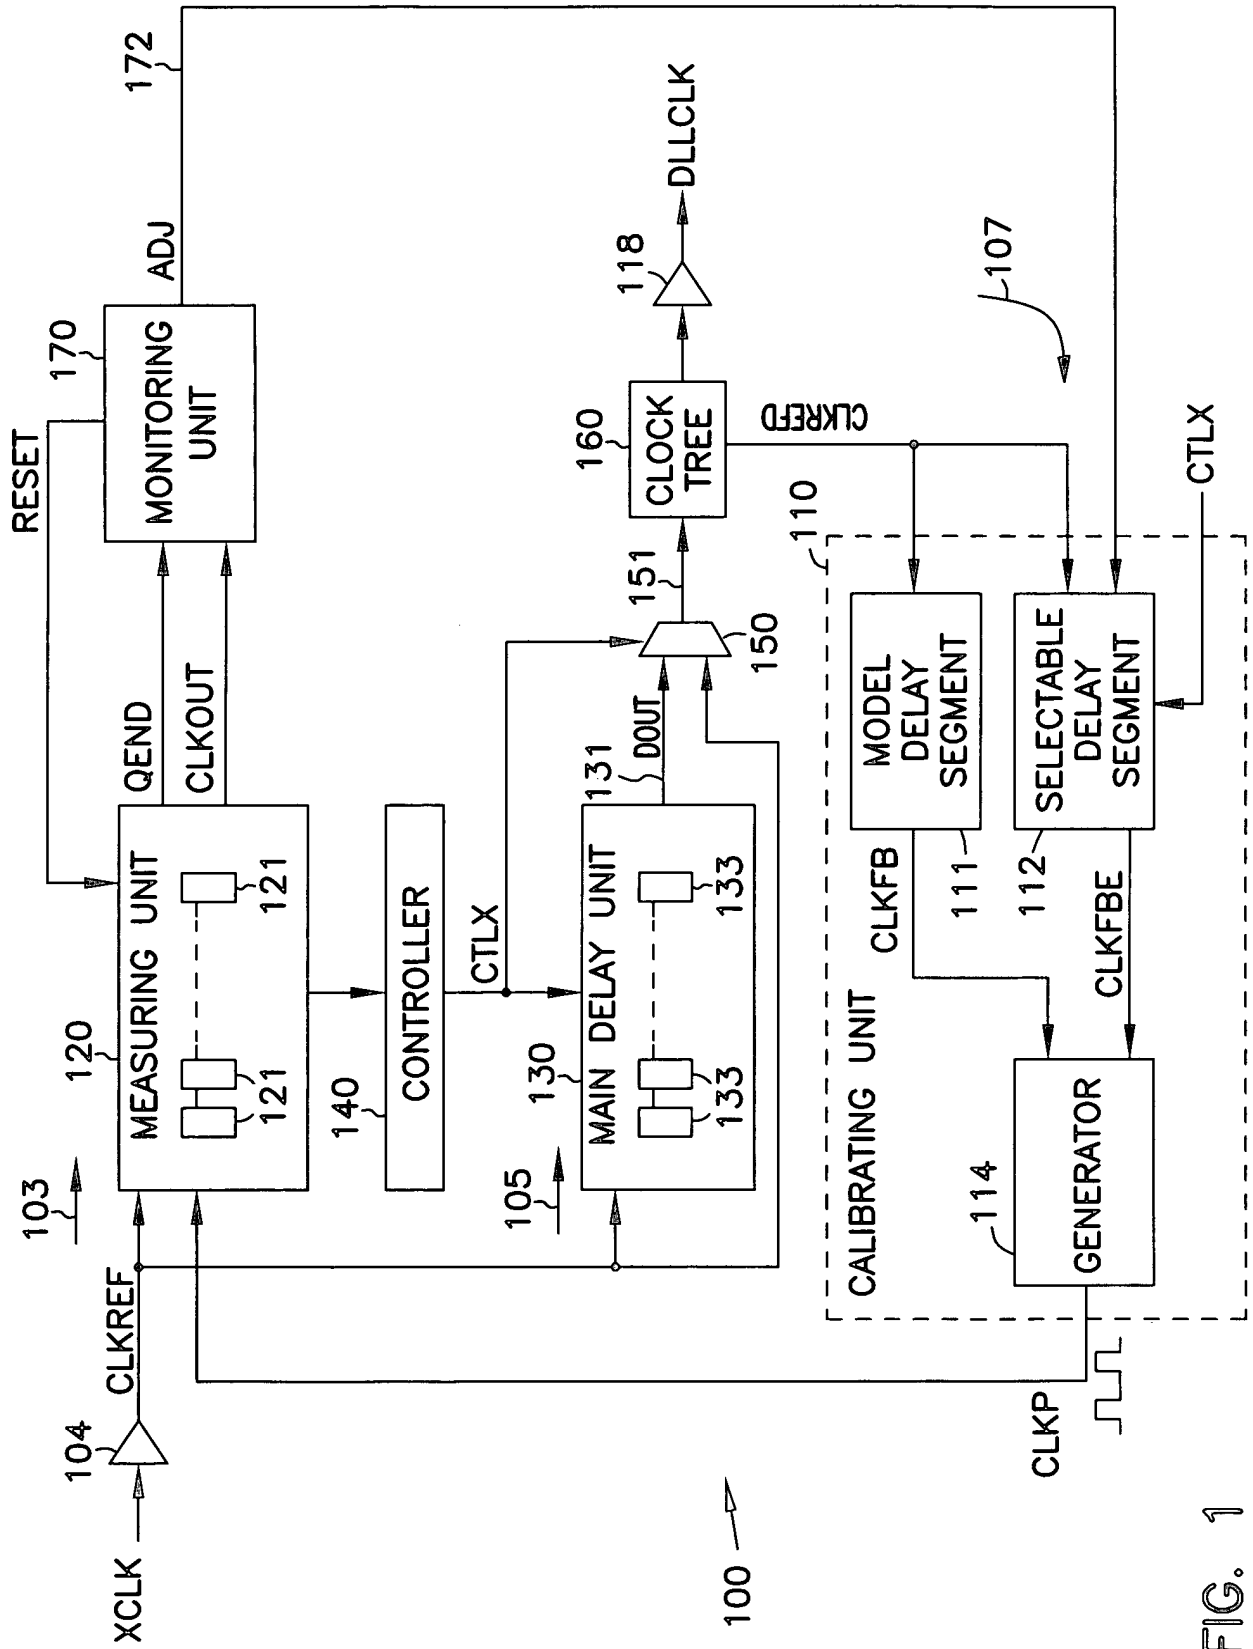 RESET
170
172
MONITORING
UNIT
ADJ
QEND
CLKOUT
103
120
MEASURING UNIT
121
121
104
CLKREF
XCLK
140
CONTROLLER
CTLX
105
130
MAIN DELAY UNIT
133
133
131
DOUT
151
150
160
CLOCK
TREE
118
DLLCLK
CLKREFD
107
110
CTLX
MODEL
DELAY
SEGMENT
111
CLKFB
SELECTABLE
DELAY
SEGMENT
112
CLKFBE
CALIBRATING UNIT
114
GENERATOR
CLKP
100
FIG. 1